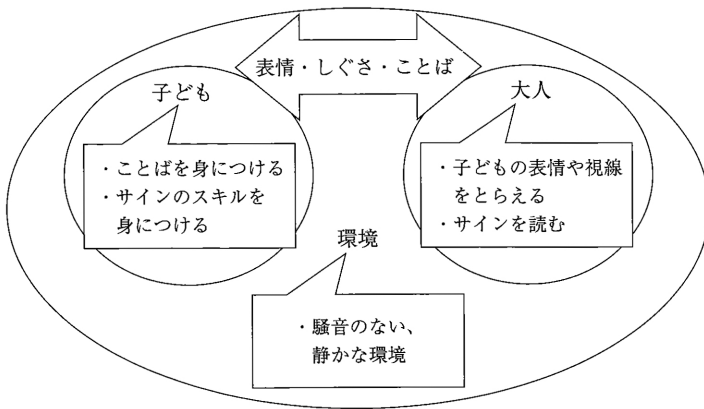 表情・しぐさ・ことば
子ども
・ことばを身につける
・サインのスキルを
身につける
大人
・子どもの表情や視線
をとらえる
・サインを読む
環境
・騒音のない、
静かな環境